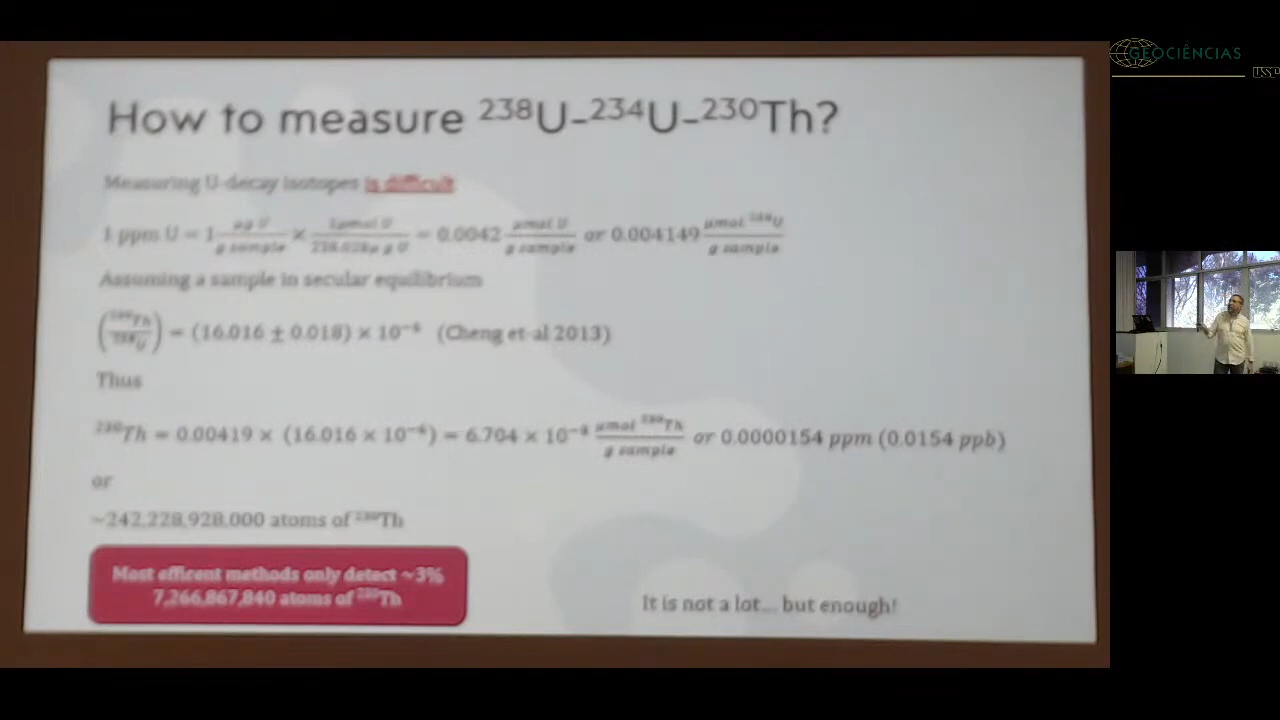 GEOCIÊNCIAS
USP
How to measure ²³⁸U-²³⁴U-²³⁰Th?
Measuring U-decay isotopes is difficult
1 ppm U = 1 µg U / g sample × 1µmol U / 238.028µ g U = 0.0042 µmol U / g sample or 0.004149 µmol ²³⁸U / g sample
Assuming a sample in secular equilibrium
(²³⁰Th / ²³⁸U) = (16.016 ± 0.018) × 10⁻⁶ (Cheng et al 2013)
Thus
²³⁰Th = 0.00419 × (16.016 × 10⁻⁶) = 6.704 × 10⁻⁸ µmol ²³⁰Th / g sample or 0.0000154 ppm (0.0154 ppb)
or
~242,228,928,000 atoms of ²³⁰Th
Most efficent methods only detect ~3%
7,266,867,840 atoms of ²³⁰Th
It is not a lot... but enough!